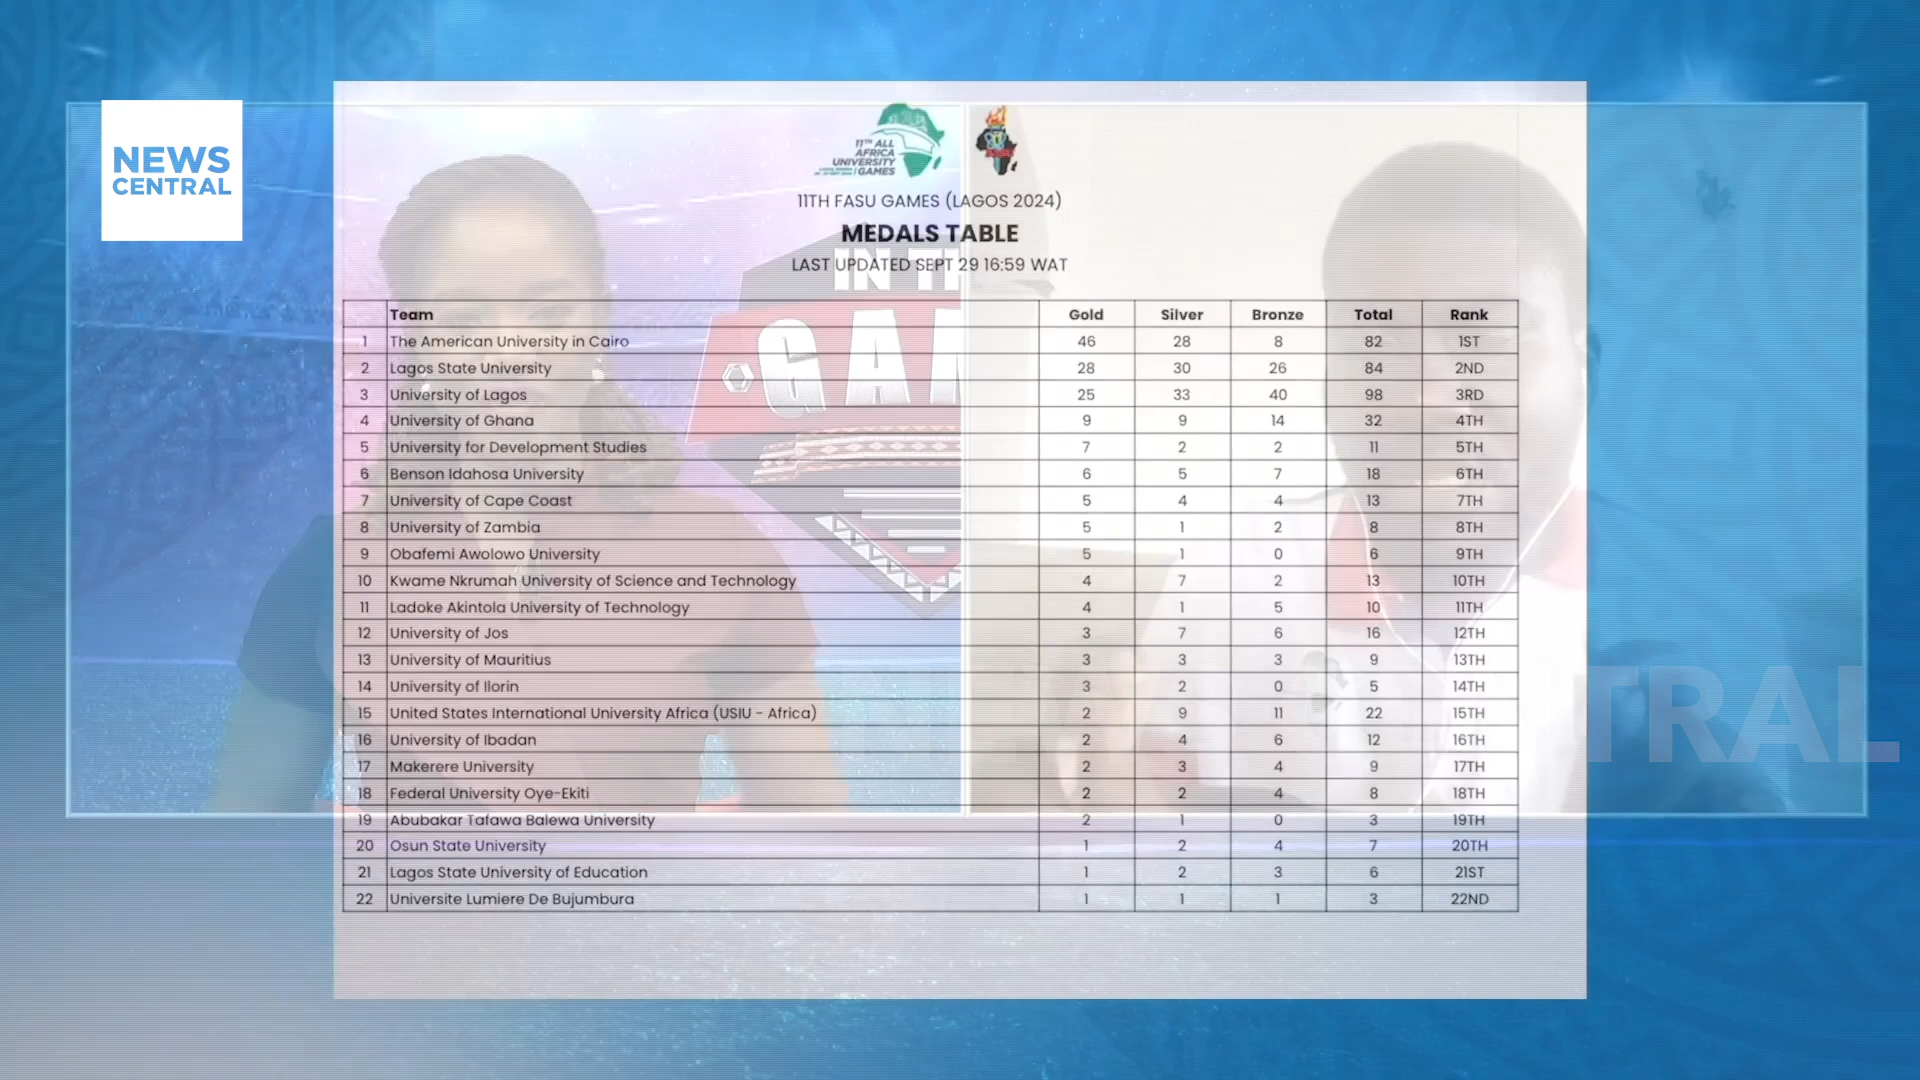 NEWS
CENTRAL
11TH ALL
AFRICA
UNIVERSITY
GAMES
11TH FASU GAMES (LAGOS 2024)
MEDALS TABLE
LAST UPDATED SEPT 29 16:59 WAT
IN TH
GAM
Team Gold Silver Bronze Total Rank
1 The American University in Cairo 46 28 8 82 1ST
2 Lagos State University 28 30 26 84 2ND
3 University of Lagos 25 33 40 98 3RD
4 University of Ghana 9 9 14 32 4TH
5 University for Development Studies 7 2 2 11 5TH
6 Benson Idahosa University 6 5 7 18 6TH
7 University of Cape Coast 5 4 4 13 7TH
8 University of Zambia 5 1 2 8 8TH
9 Obafemi Awolowo University 5 1 0 6 9TH
10 Kwame Nkrumah University of Science and Technology 4 7 2 13 10TH
11 Ladoke Akintola University of Technology 4 1 5 10 11TH
12 University of Jos 3 7 6 16 12TH
13 University of Mauritius 3 3 3 9 13TH
14 University of Ilorin 3 2 0 5 14TH
15 United States International University Africa (USIU - Africa) 2 9 11 22 15TH
16 University of Ibadan 2 4 6 12 16TH
17 Makerere University 2 3 4 9 17TH
18 Federal University Oye-Ekiti 2 2 4 8 18TH
19 Abubakar Tafawa Balewa University 2 1 0 3 19TH
20 Osun State University 1 2 4 7 20TH
21 Lagos State University of Education 1 2 3 6 21ST
22 Universite Lumiere De Bujumbura 1 1 1 3 22ND
TRAL